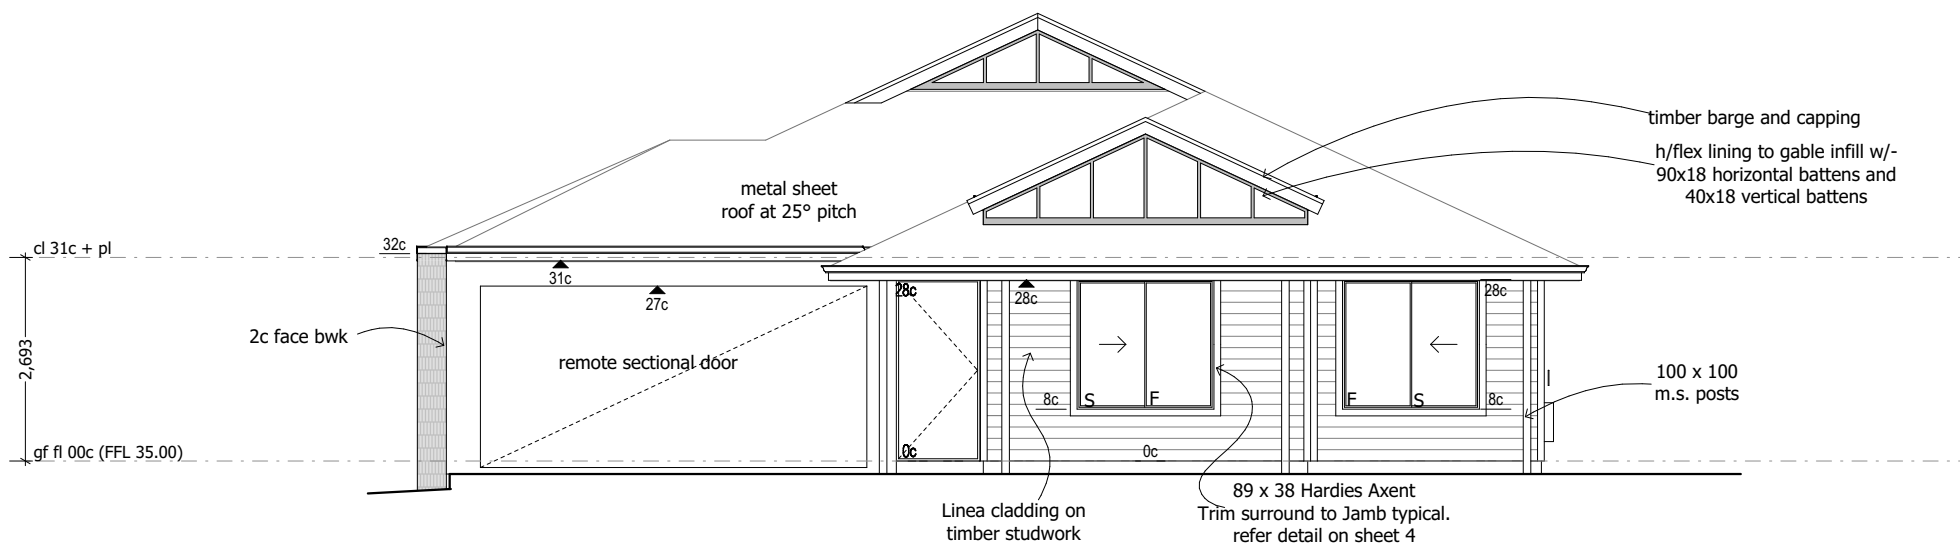 timber barge and capping
h/flex lining to gable infill w/-
90x18 horizontal battens and
40x18 vertical battens
metal sheet
roof at 25° pitch
cl 31c + pl
32c
31c
27c
28c
28c
28c
2c face bwk
2,693
remote sectional door
S F
F S
8c
8c
100 x 100
m.s. posts
gf fl 00c (FFL 35.00)
0c
0c
Linea cladding on
timber studwork
89 x 38 Hardies Axent
Trim surround to Jamb typical.
refer detail on sheet 4